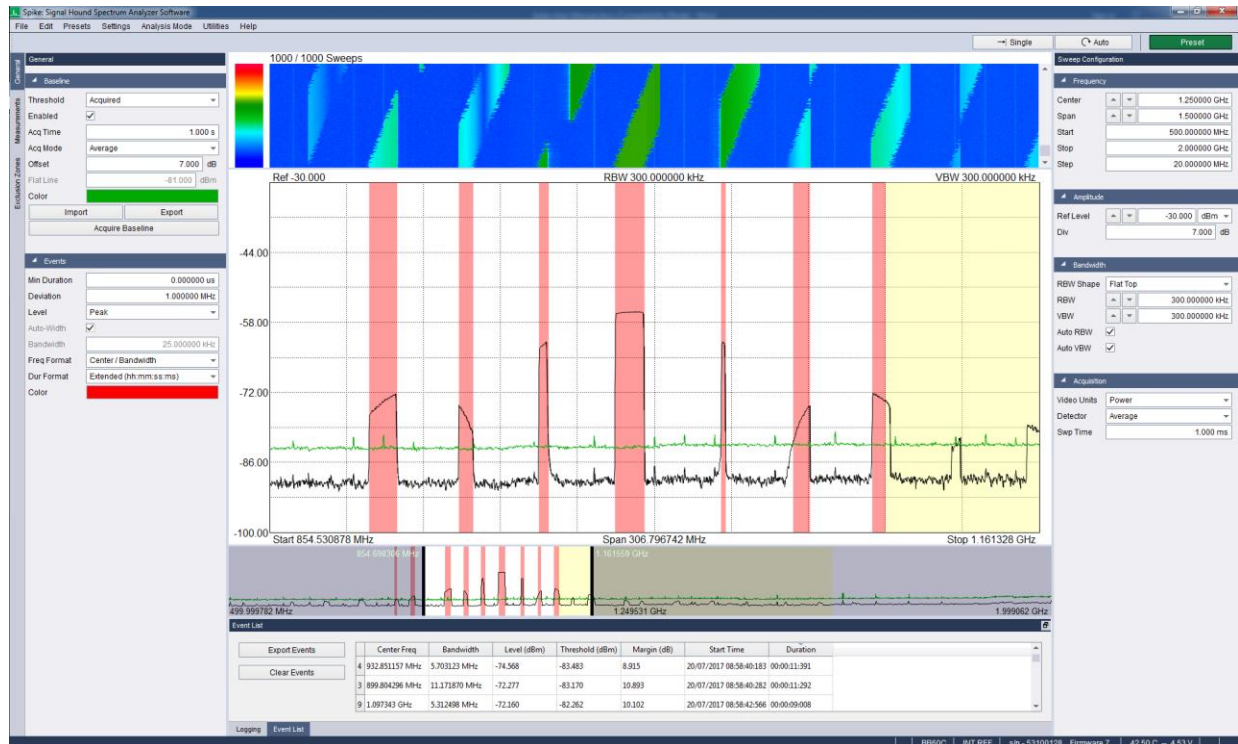 Spike: Signal Hound Spectrum Analyzer Software
File Edit Presets Settings Analysis Mode Utilities Help
Single Auto Preset
General
Measurements
Exclusion Zones
General
Baseline
Threshold Acquired
Enabled
Acq Time 1.000 s
Acq Mode Average
Offset 7.000 dB
Flat Line -81.000 dBm
Color
Import Export
Acquire Baseline
Events
Min Duration 0.000000 us
Deviation 1.000000 MHz
Level Peak
Auto-Width
Bandwidth 25.000000 kHz
Freq Format Center / Bandwidth
Dur Format Extended (hh:mm:ss:ms)
Color
1000 / 1000 Sweeps
Ref -30.000 RBW 300.000000 kHz VBW 300.000000 kHz
-44.00
-58.00
-72.00
-86.00
-100.00
Start 854.530878 MHz Span 306.796742 MHz Stop 1.161328 GHz
854.698306 MHz 1.161559 GHz
499.999782 MHz 1.249531 GHz 1.999062 GHz
Event List
Export Events
Clear Events
Center Freq Bandwidth Level (dBm) Threshold (dBm) Margin (dB) Start Time Duration
4 932.851157 MHz 5.703123 MHz -74.568 -83.483 8.915 20/07/2017 08:58:40:183 00:00:11:391
3 899.804296 MHz 11.171870 MHz -72.277 -83.170 10.893 20/07/2017 08:58:40:282 00:00:11:292
9 1.097343 GHz 5.312498 MHz -72.160 -82.262 10.102 20/07/2017 08:58:42:566 00:00:09:008
Logging Event List
Sweep Configuration
Frequency
Center 1.250000 GHz
Span 1.500000 GHz
Start 500.000000 MHz
Stop 2.000000 GHz
Step 20.000000 MHz
Amplitude
Ref Level -30.000 dBm
Div 7.000 dB
Bandwidth
RBW Shape Flat Top
RBW 300.000000 kHz
VBW 300.000000 kHz
Auto RBW
Auto VBW
Acquisition
Video Units Power
Detector Average
Swp Time 1.000 ms
BB60C INT REF s/n - 53100128 Firmware 7 42.50 C -- 4.53 V